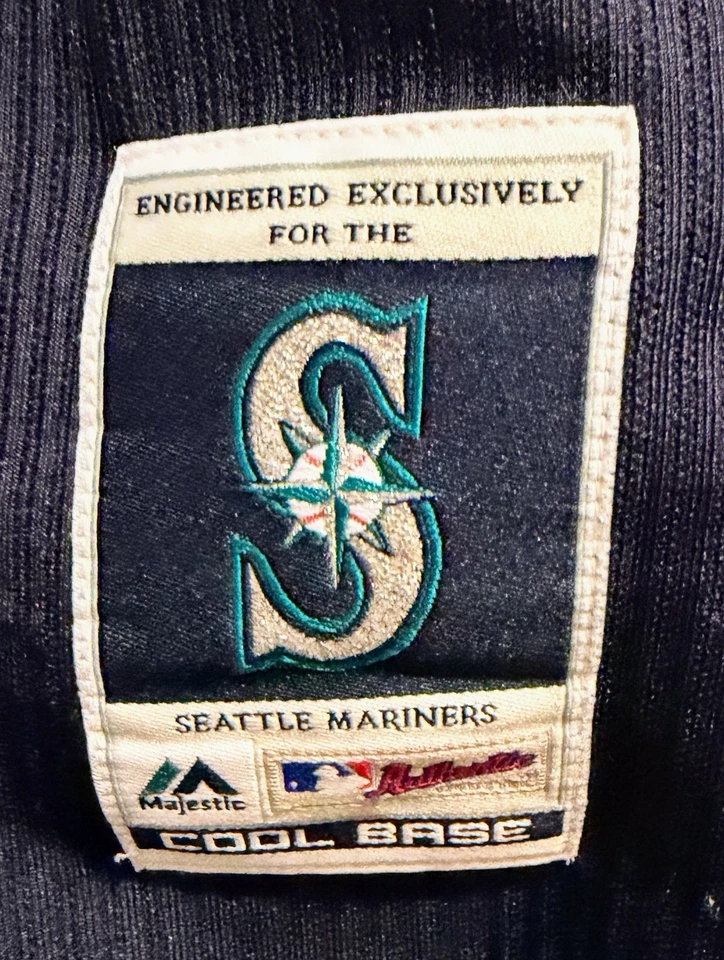 ENGINEERED EXCLUSIVELY
FOR THE
S
SEATTLE MARINERS
Majestic
Authentic
COOL BASE